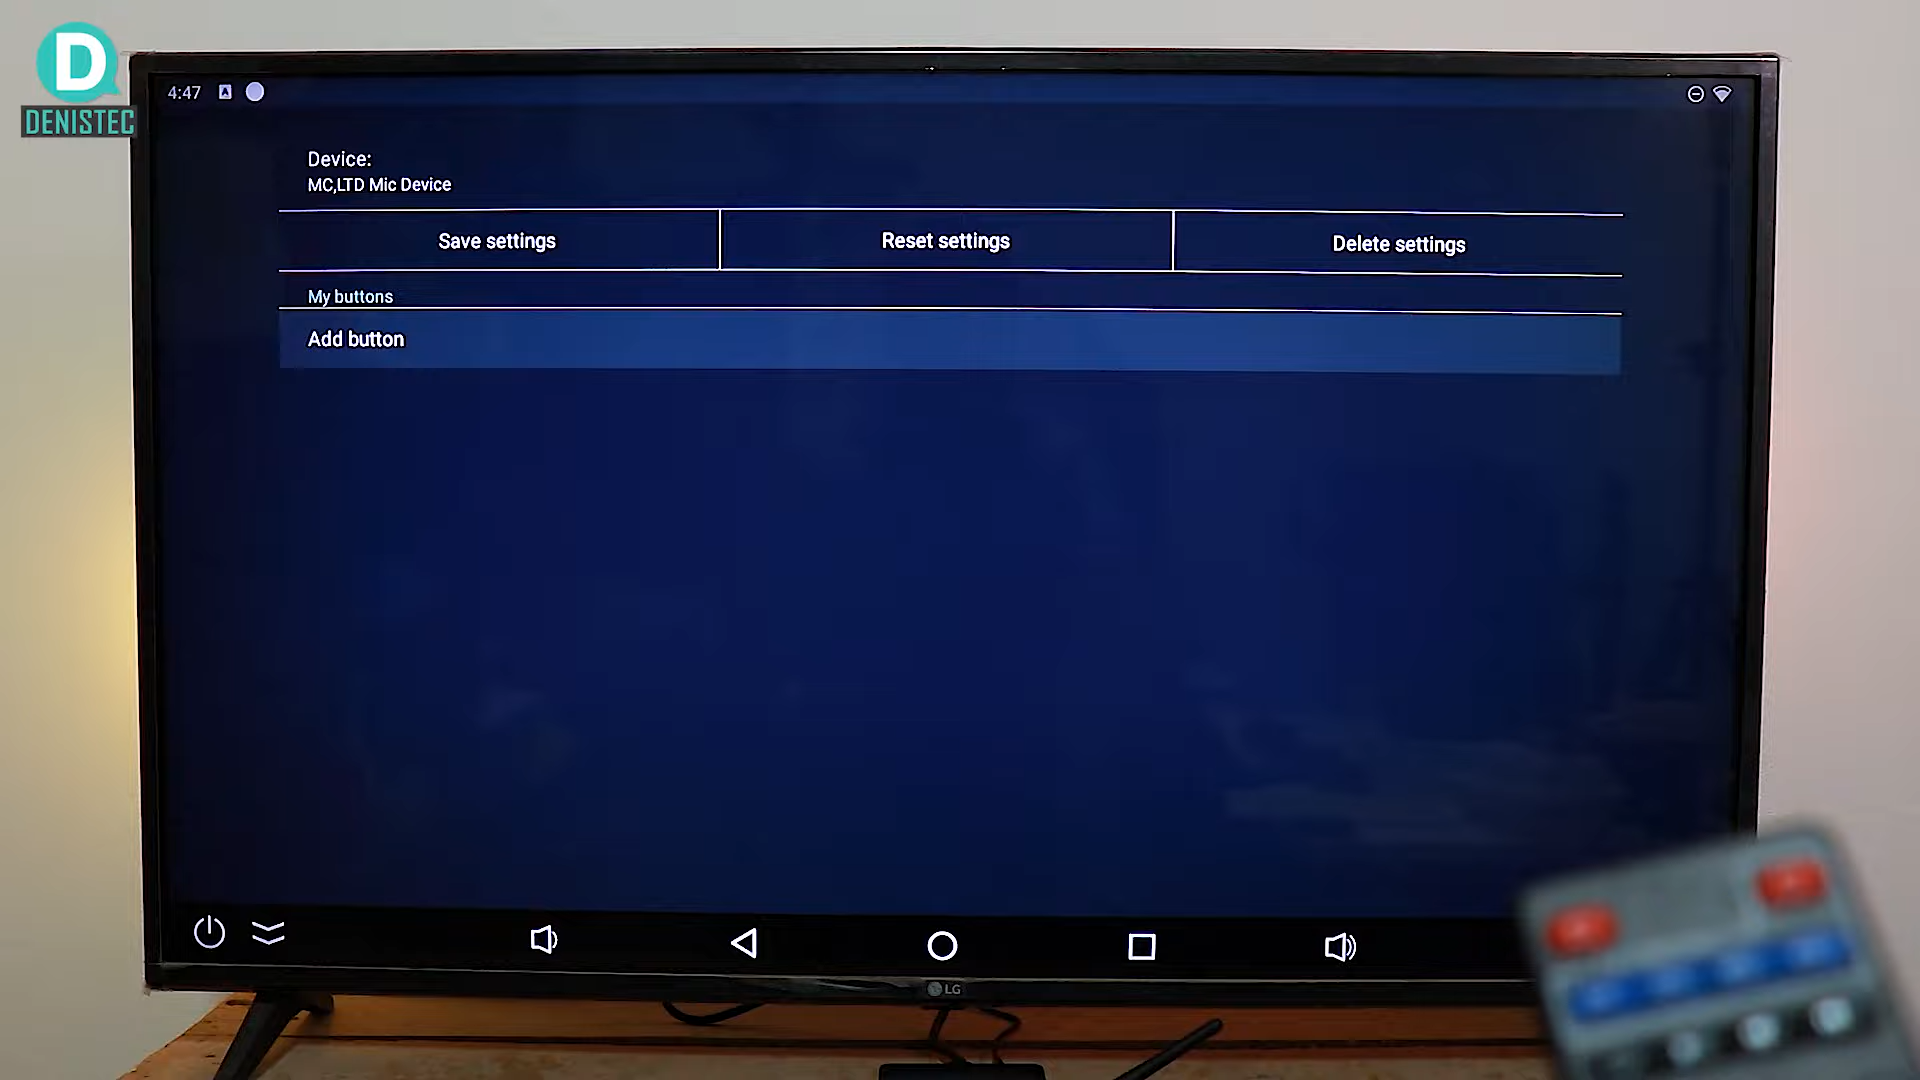 D
DENISTEC
4:47
A
Device:
MC,LTD Mic Device
Save settings
Reset settings
Delete settings
My buttons
Add button
LG